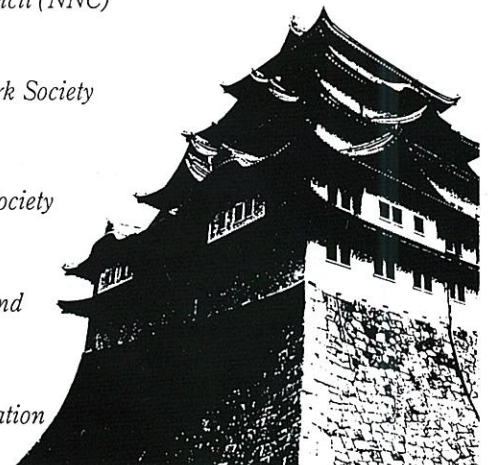 cil (NNC)
rk Society
ociety
nd
ation